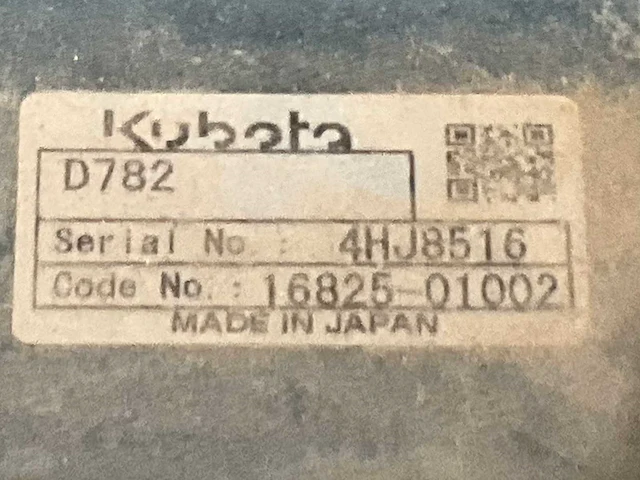 Kubota
D782
Serial No. : 4HJ8516
Code No. : 16825-01002
MADE IN JAPAN